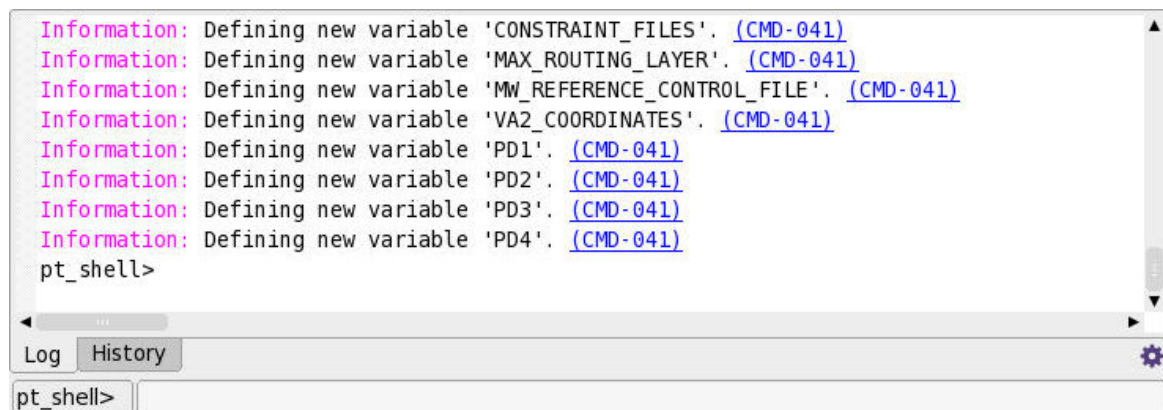 Information: Defining new variable 'CONSTRAINT_FILES'. (CMD-041)
Information: Defining new variable 'MAX_ROUTING_LAYER'. (CMD-041)
Information: Defining new variable 'MW_REFERENCE_CONTROL_FILE'. (CMD-041)
Information: Defining new variable 'VA2_COORDINATES'. (CMD-041)
Information: Defining new variable 'PD1'. (CMD-041)
Information: Defining new variable 'PD2'. (CMD-041)
Information: Defining new variable 'PD3'. (CMD-041)
Information: Defining new variable 'PD4'. (CMD-041)
pt_shell>
Log History
pt_shell>